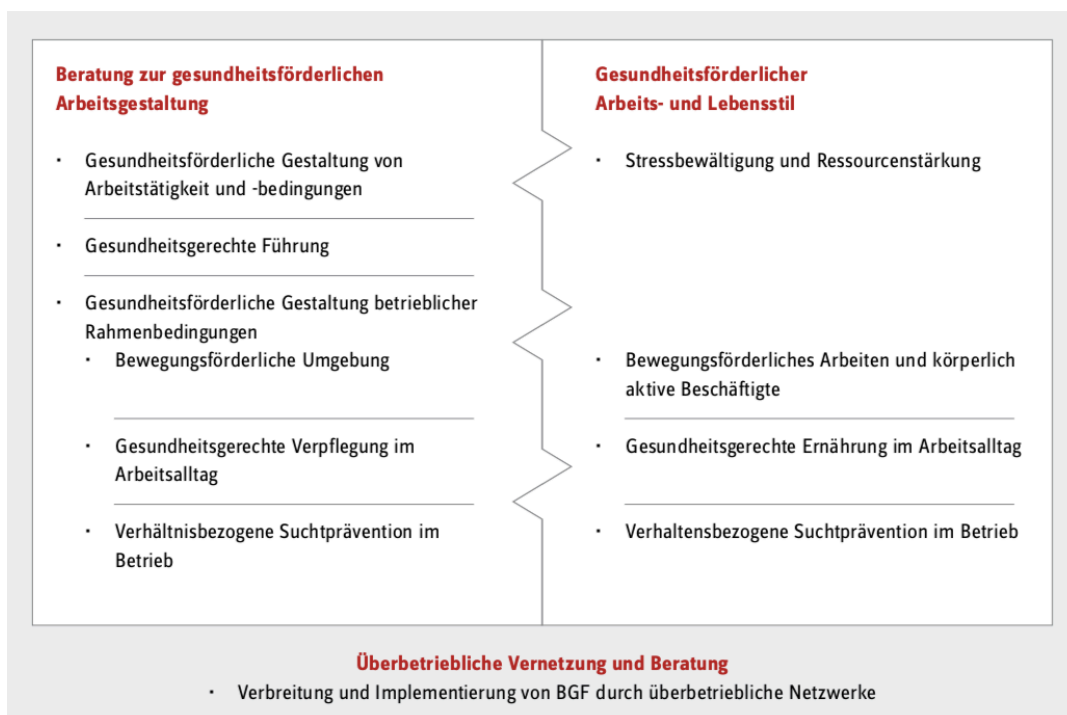 Beratung zur gesundheitsförderlichen
Arbeitsgestaltung
· Gesundheitsförderliche Gestaltung von
Arbeitstätigkeit und -bedingungen
· Gesundheitsgerechte Führung
· Gesundheitsförderliche Gestaltung betrieblicher
Rahmenbedingungen
· Bewegungsförderliche Umgebung
· Gesundheitsgerechte Verpflegung im
Arbeitsalltag
· Verhältnisbezogene Suchtprävention im
Betrieb
Gesundheitsförderlicher
Arbeits- und Lebensstil
· Stressbewältigung und Ressourcenstärkung
· Bewegungsförderliches Arbeiten und körperlich
aktive Beschäftigte
· Gesundheitsgerechte Ernährung im Arbeitsalltag
· Verhaltensbezogene Suchtprävention im Betrieb
Überbetriebliche Vernetzung und Beratung
· Verbreitung und Implementierung von BGF durch überbetriebliche Netzwerke